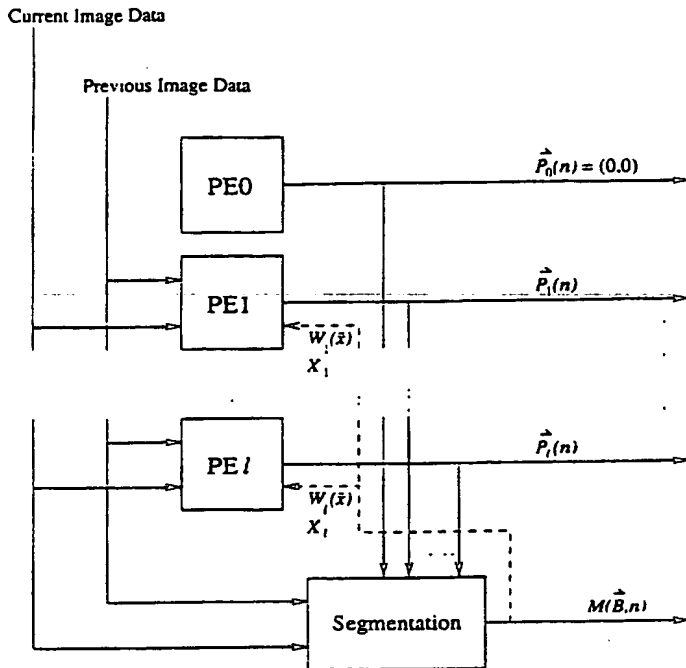 Current Image Data
Previous Image Data
PE0
P⃗₀(n) = (0.0)
PE1
P⃗₁(n)
W₁(x̄)
X₁
PE l
P⃗ₗ(n)
Wₗ(x̄)
Xₗ
Segmentation
M(B⃗,n)